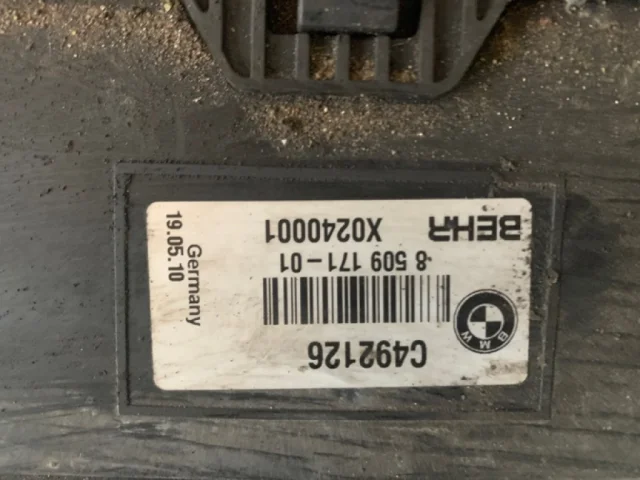 C492126
BMW
8 509 171-01
BEHR X0240001
Germany
19.05.10